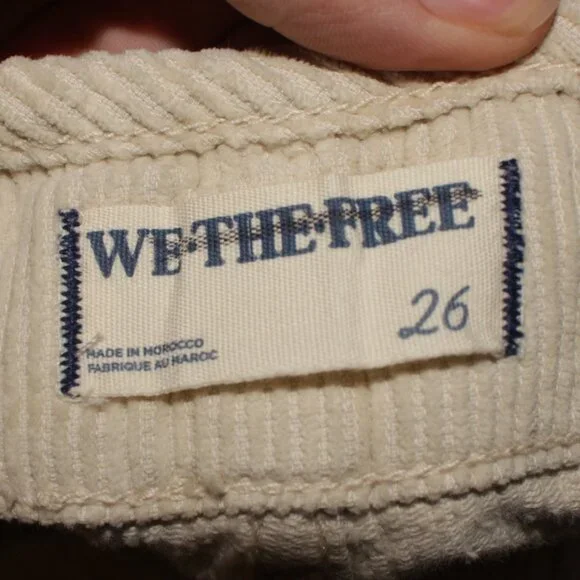 WE•THE•FREE
26
MADE IN MOROCCO
FABRIQUE AU MAROC